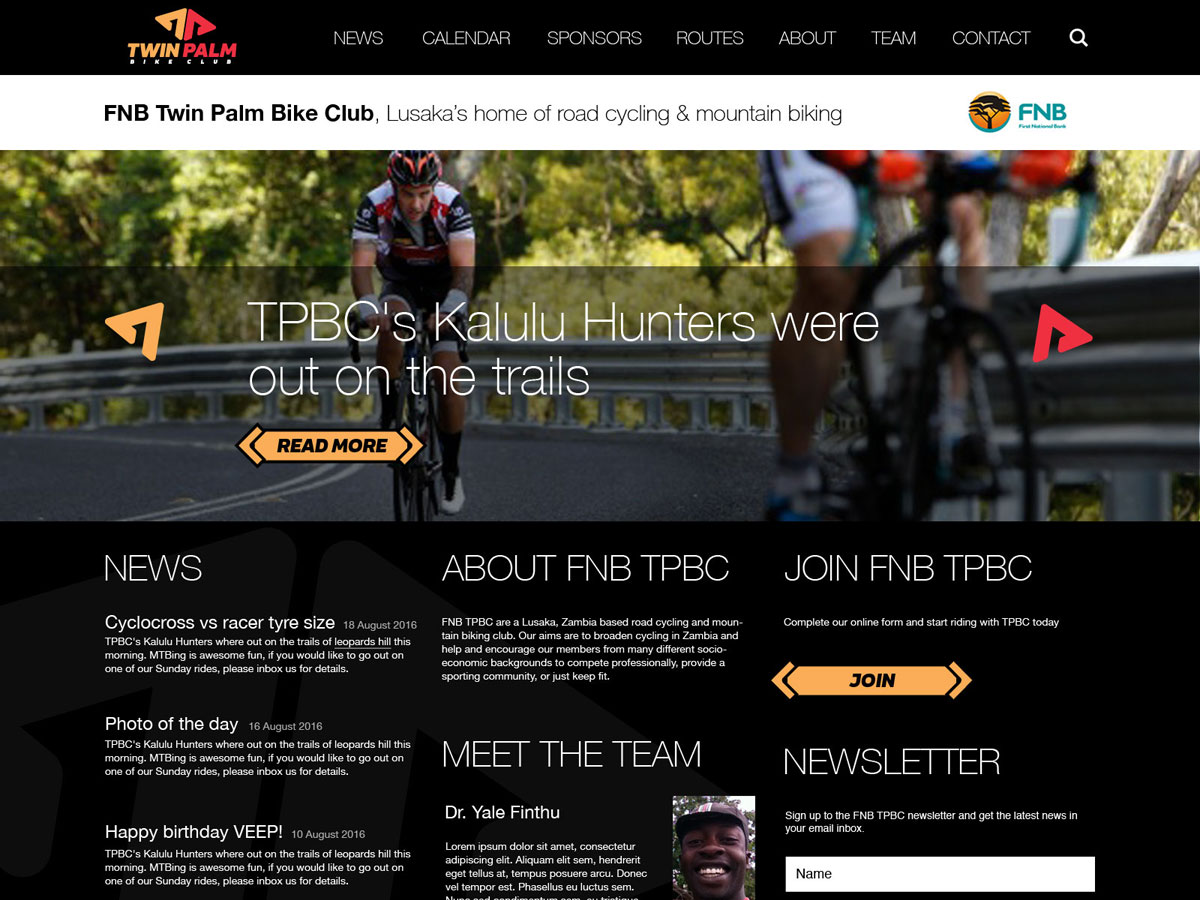 TWIN PALM
BIKE CLUB
NEWS CALENDAR SPONSORS ROUTES ABOUT TEAM CONTACT
FNB Twin Palm Bike Club, Lusaka’s home of road cycling & mountain biking
FNB
First National Bank
TPBC's Kalulu Hunters were
out on the trails
READ MORE
NEWS
Cyclocross vs racer tyre size 18 August 2016
TPBC's Kalulu Hunters where out on the trails of leopards hill this
morning. MTBing is awesome fun, if you would like to go out on
one of our Sunday rides, please inbox us for details.
Photo of the day 16 August 2016
TPBC's Kalulu Hunters where out on the trails of leopards hill this
morning. MTBing is awesome fun, if you would like to go out on
one of our Sunday rides, please inbox us for details.
Happy birthday VEEP! 10 August 2016
TPBC's Kalulu Hunters where out on the trails of leopards hill this
morning. MTBing is awesome fun, if you would like to go out on
one of our Sunday rides, please inbox us for details.
ABOUT FNB TPBC
FNB TPBC are a Lusaka, Zambia based road cycling and moun-
tain biking club. Our aims are to broaden cycling in Zambia and
help and encourage our members from many different socio-
economic backgrounds to compete professionally, provide a
sporting community, or just keep fit.
MEET THE TEAM
Dr. Yale Finthu
Lorem ipsum dolor sit amet, consectetur
adipiscing elit. Aliquam elit sem, hendrerit
eget tellus at, tempus posuere arcu. Donec
vel tempor est. Phasellus eu luctus sem.
Nunc sed condimentum sem, eu tristique
JOIN FNB TPBC
Complete our online form and start riding with TPBC today
JOIN
NEWSLETTER
Sign up to the FNB TPBC newsletter and get the latest news in
your email inbox.
Name